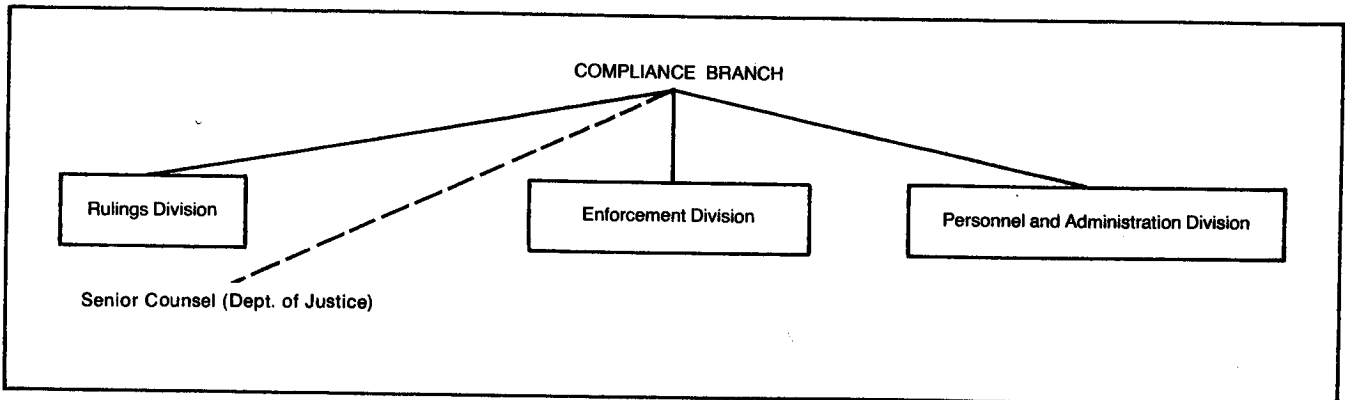 COMPLIANCE BRANCH
Rulings Division
Enforcement Division
Personnel and Administration Division
Senior Counsel (Dept. of Justice)